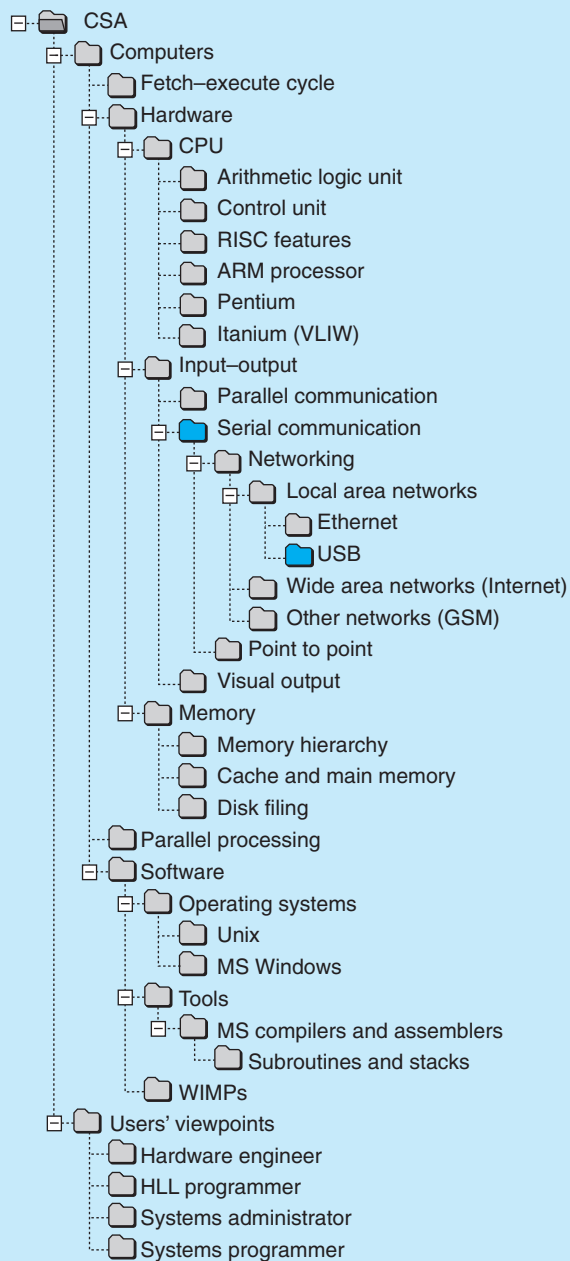 CSA
Computers
Fetch–execute cycle
Hardware
CPU
Arithmetic logic unit
Control unit
RISC features
ARM processor
Pentium
Itanium (VLIW)
Input–output
Parallel communication
Serial communication
Networking
Local area networks
Ethernet
USB
Wide area networks (Internet)
Other networks (GSM)
Point to point
Visual output
Memory
Memory hierarchy
Cache and main memory
Disk filing
Parallel processing
Software
Operating systems
Unix
MS Windows
Tools
MS compilers and assemblers
Subroutines and stacks
WIMPs
Users’ viewpoints
Hardware engineer
HLL programmer
Systems administrator
Systems programmer